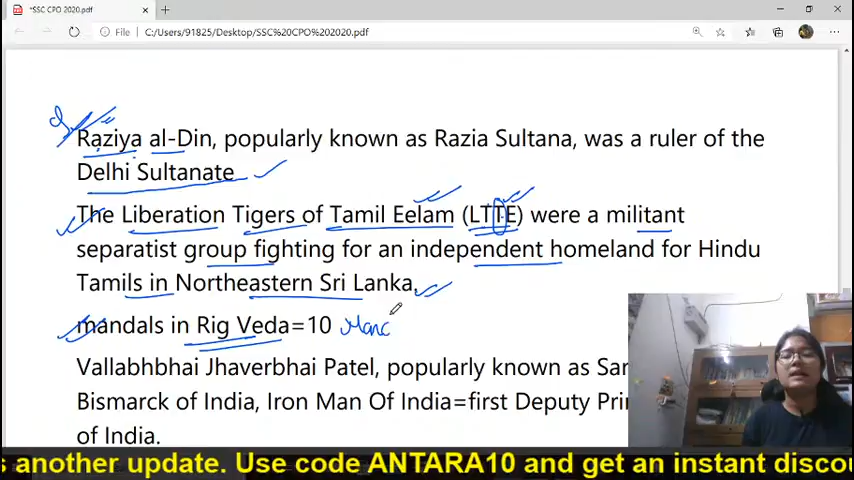 *SSC CPO 2020.pdf
File
C:/Users/91825/Desktop/SSC%20CPO%202020.pdf
Raziya al-Din, popularly known as Razia Sultana, was a ruler of the
Delhi Sultanate
The Liberation Tigers of Tamil Eelam (LTTE) were a militant
separatist group fighting for an independent homeland for Hindu
Tamils in Northeastern Sri Lanka.
mandals in Rig Veda=10 Manc
Vallabhbhai Jhaverbhai Patel, popularly known as Sar
Bismarck of India, Iron Man Of India=first Deputy Pri
of India.
s another update. Use code ANTARA10 and get an instant discou